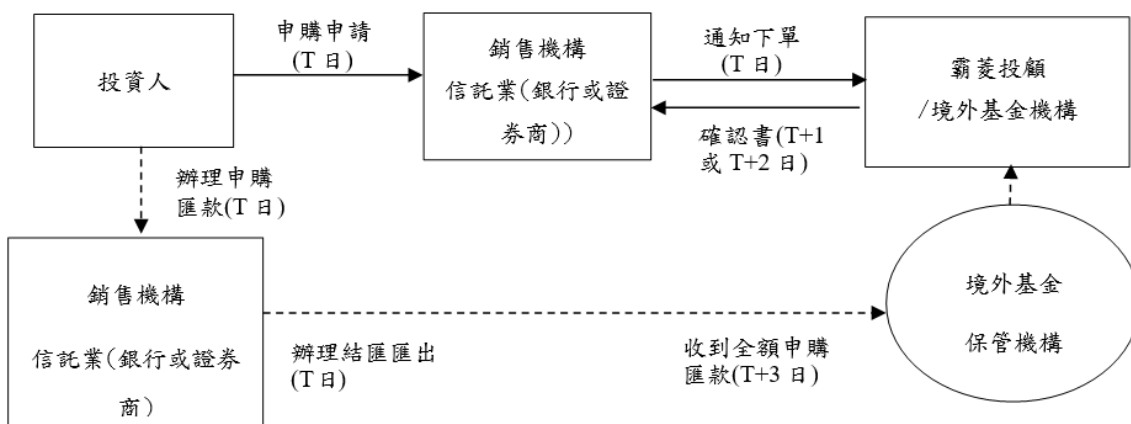 投資人
申購申請
(T 日)
銷售機構
信託業(銀行或證
券商))
通知下單
(T 日)
確認書(T+1
或 T+2 日)
霸菱投顧
/境外基金機構
辦理申購
匯款(T 日)
銷售機構
信託業(銀行或證券
商)
辦理結匯匯出
(T 日)
收到全額申購
匯款(T+3 日)
境外基金
保管機構